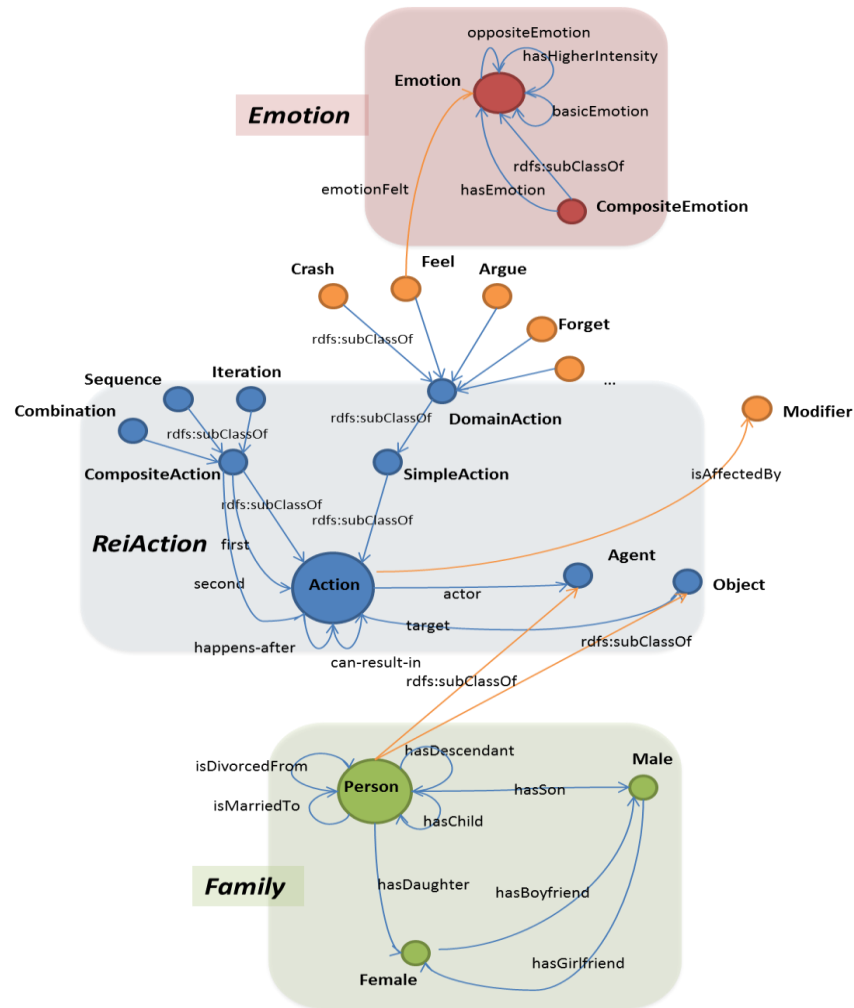 oppositeEmotion
hasHigherIntensity
Emotion
Emotion
basicEmotion
rdfs:subClassOf
emotionFelt
hasEmotion
CompositeEmotion
Crash
Feel
Argue
Forget
rdfs:subClassOf
...
Sequence
Iteration
Combination
rdfs:subClassOf
rdfs:subClassOf
DomainAction
Modifier
CompositeAction
SimpleAction
isAffectedBy
rdfs:subClassOf
rdfs:subClassOf
ReiAction
first
second
Action
actor
Agent
Object
target
happens-after
can-result-in
rdfs:subClassOf
rdfs:subClassOf
isDivorcedFrom
hasDescendant
Male
Person
hasSon
isMarriedTo
hasChild
Family
hasDaughter
hasBoyfriend
Female
hasGirlfriend